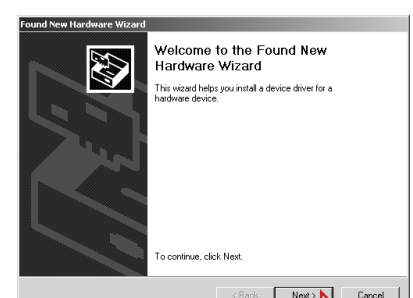 Found New Hardware Wizard
Welcome to the Found New
Hardware Wizard
This wizard helps you install a device driver for a
hardware device.
To continue, click Next.
< Back Next > Cancel